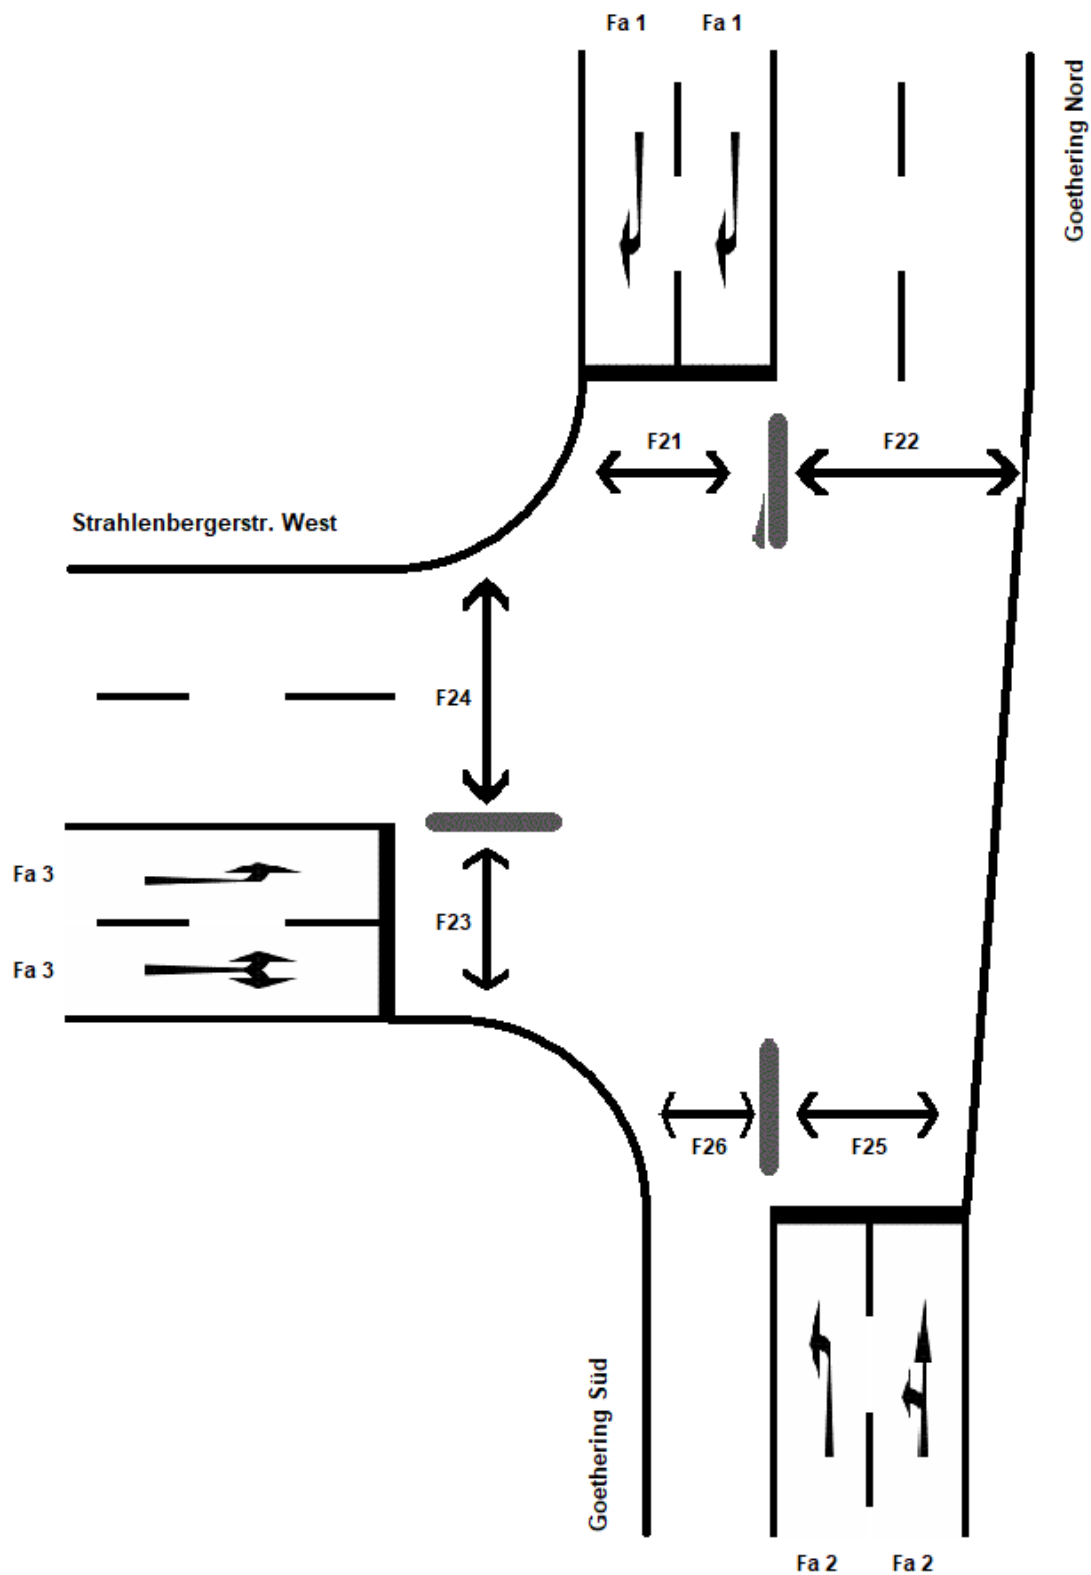 Fa 1 Fa 1
Goethering Nord
F21 F22
Strahlenbergerstr. West
F24
Fa 3
F23
Fa 3
F26 F25
Goethering Süd
Fa 2 Fa 2